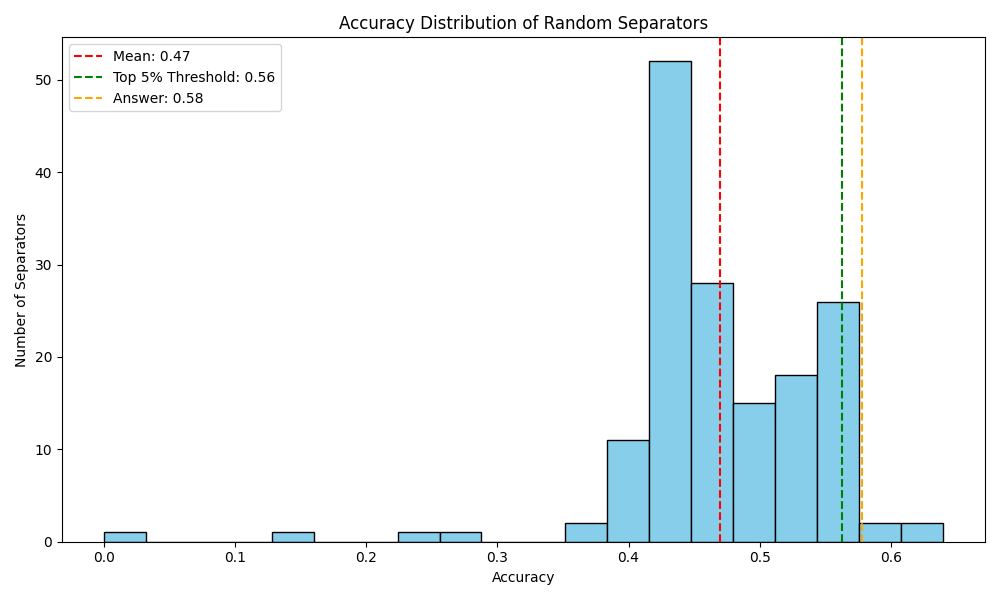 Accuracy Distribution of Random Separators
Mean: 0.47
Top 5% Threshold: 0.56
Answer: 0.58
Number of Separators
50
40
30
20
10
0
0.0 0.1 0.2 0.3 0.4 0.5 0.6
Accuracy